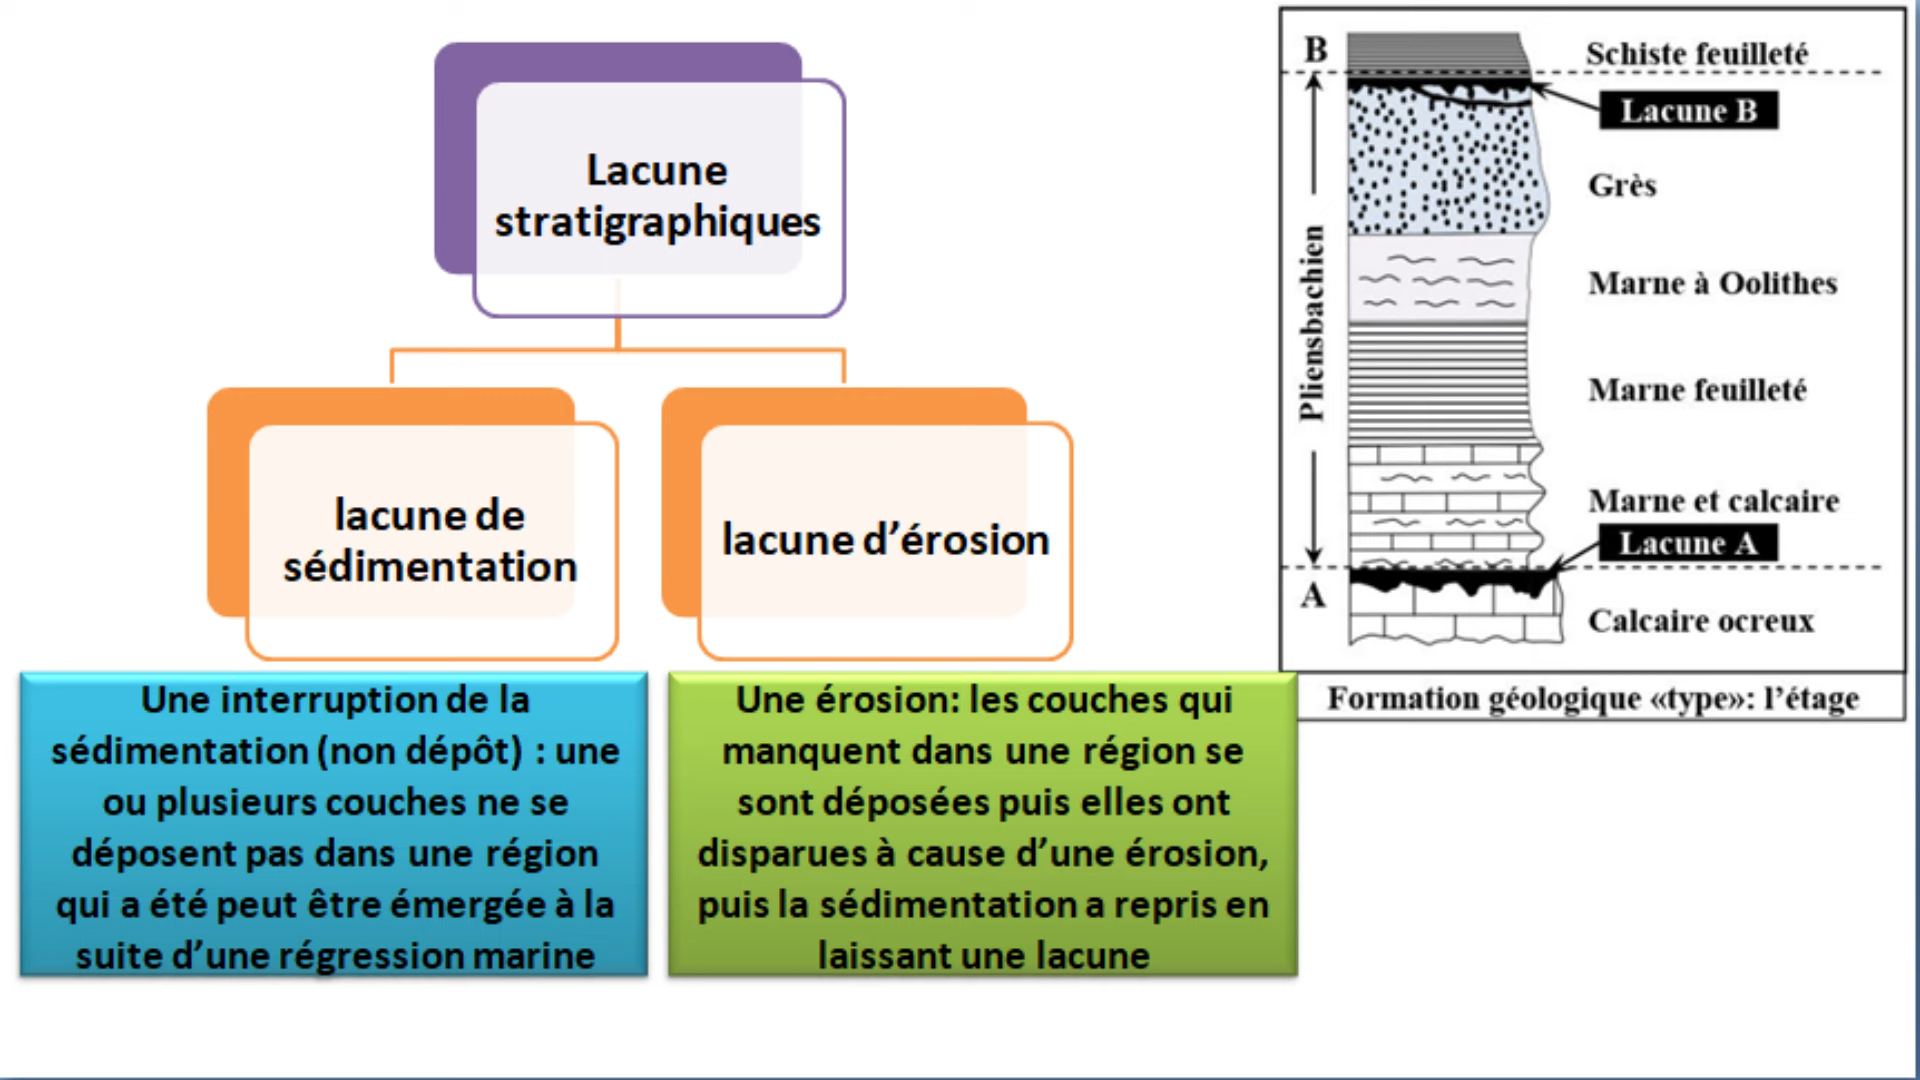 Lacune
stratigraphiques
lacune de
sédimentation
lacune d’érosion
Une interruption de la
sédimentation (non dépôt) : une
ou plusieurs couches ne se
déposent pas dans une région
qui a été peut être émergée à la
suite d’une régression marine
Une érosion: les couches qui
manquent dans une région se
sont déposées puis elles ont
disparues à cause d’une érosion,
puis la sédimentation a repris en
laissant une lacune
B
Schiste feuilleté
Lacune B
Grès
Pliensbachien
Marne à Oolithes
Marne feuilleté
Marne et calcaire
Lacune A
A
Calcaire ocreux
Formation géologique «type»: l’étage